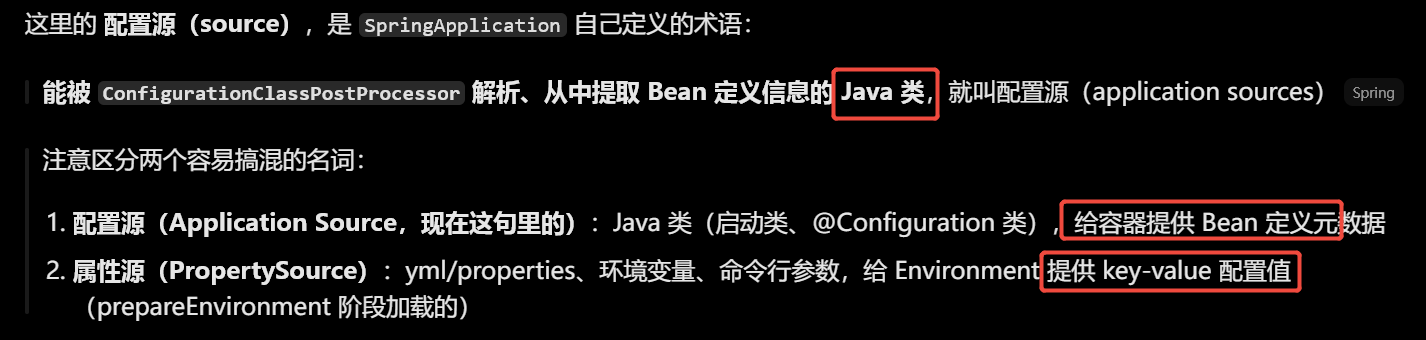 这里的 配置源（source），是 SpringApplication 自己定义的术语：
能被 ConfigurationClassPostProcessor 解析、从中提取 Bean 定义信息的 Java 类，就叫配置源（application sources） Spring
注意区分两个容易搞混的名词：
1. 配置源（Application Source，现在这句里的）：Java 类（启动类、@Configuration 类），给容器提供 Bean 定义元数据
2. 属性源（PropertySource）：yml/properties、环境变量、命令行参数，给 Environment 提供 key-value 配置值
（prepareEnvironment 阶段加载的）